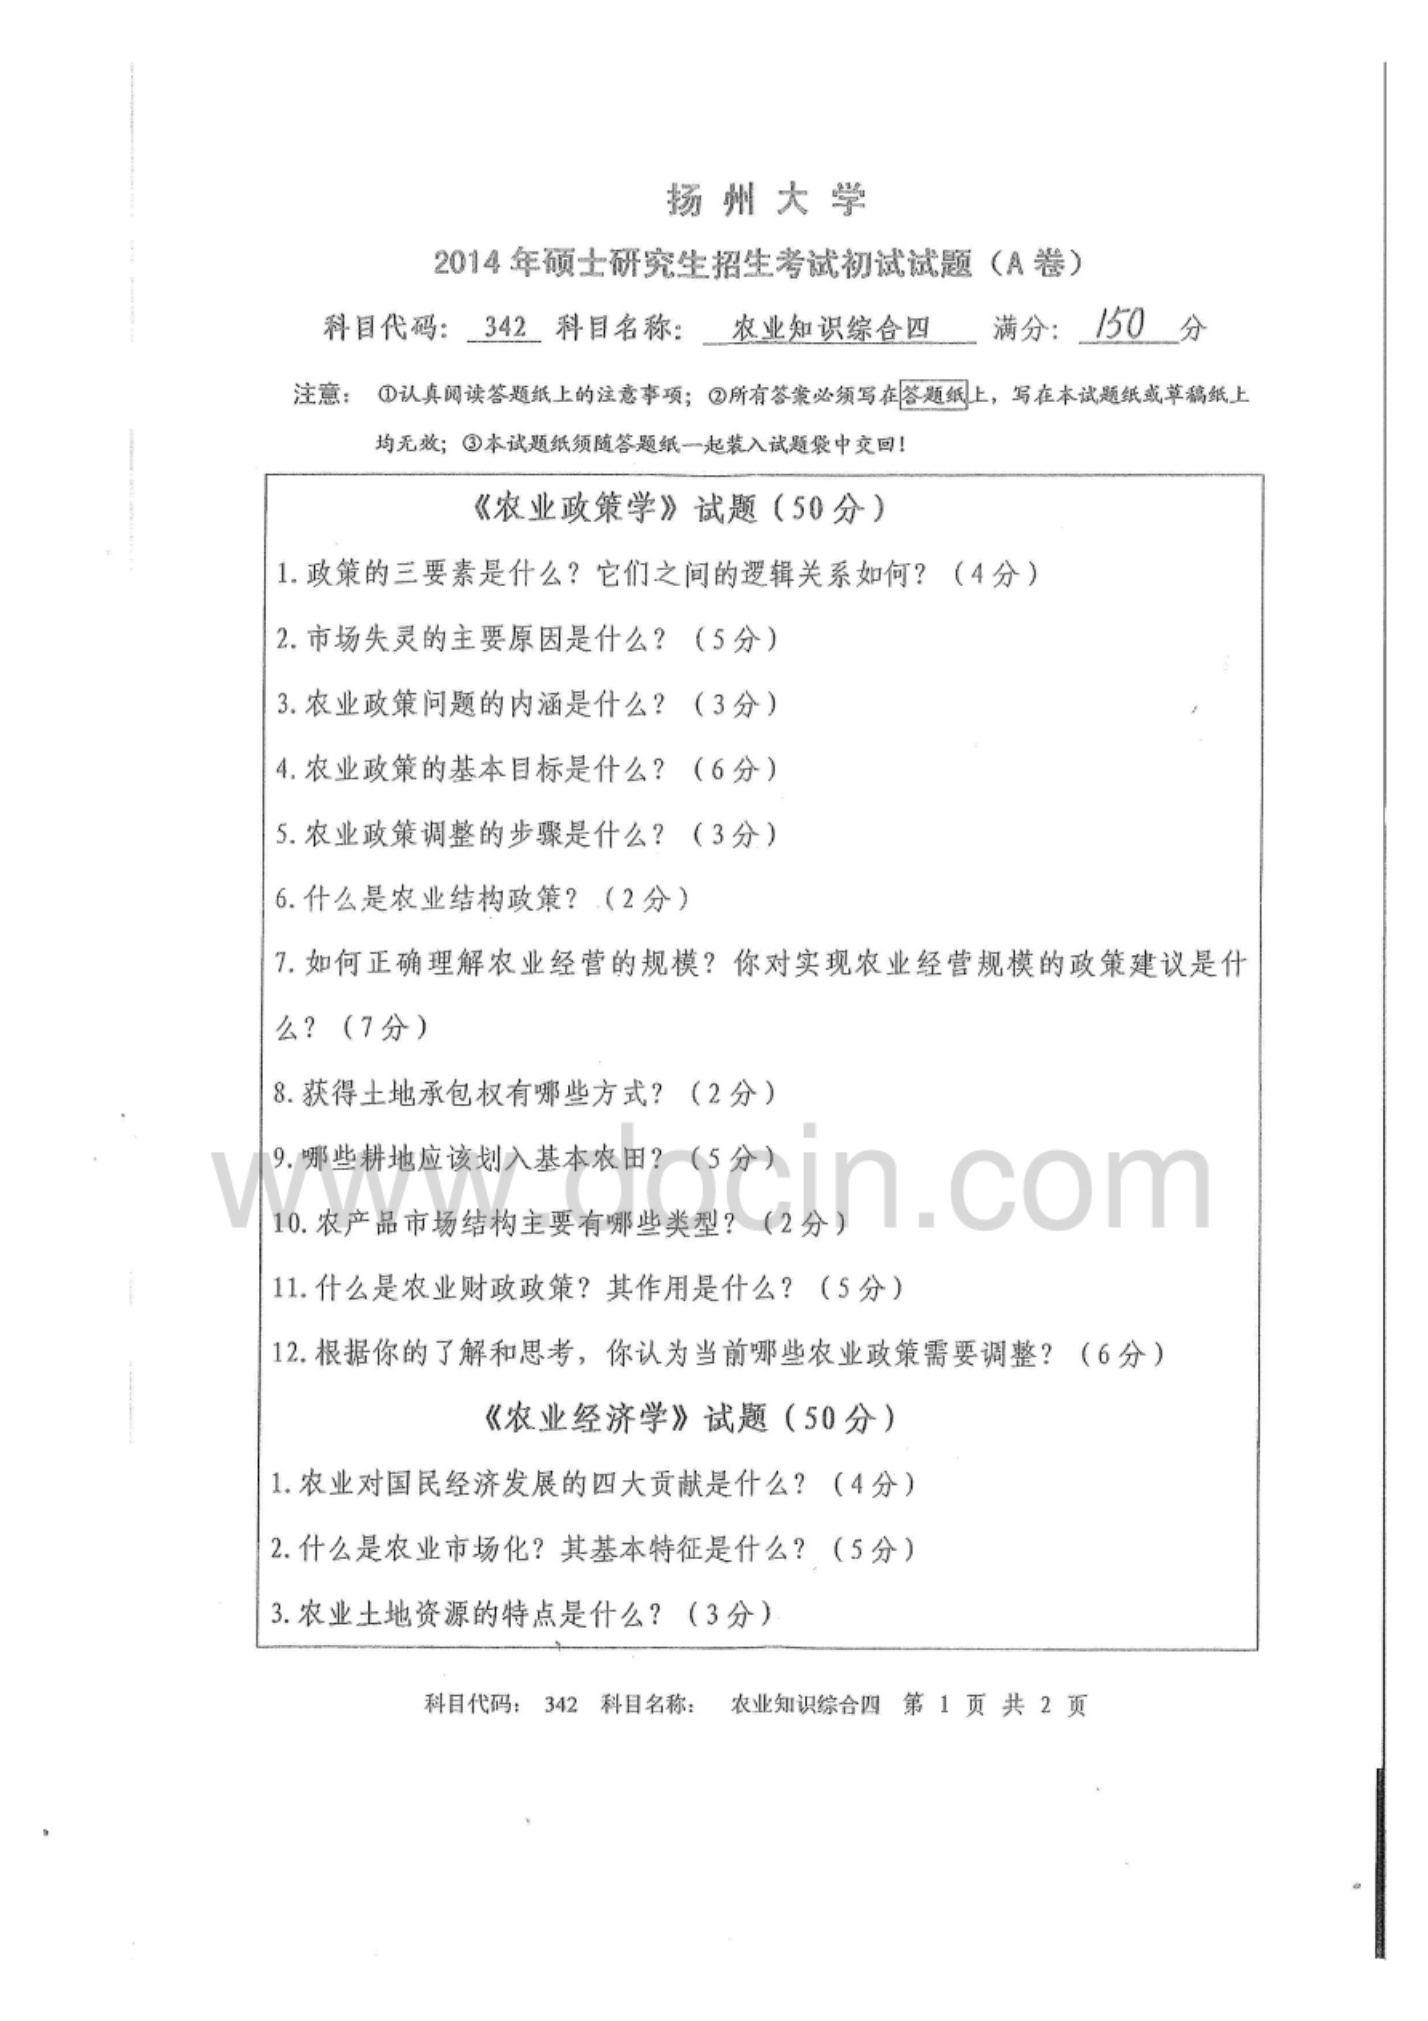 扬州大学
2014年硕士研究生招生考试初试试题（A卷）
科目代码： 342 科目名称： 农业知识综合四 满分： 150 分
注意： ①认真阅读答题纸上的注意事项；②所有答案必须写在答题纸上，写在本试题纸或草稿纸上
均无效；③本试题纸须随答题纸一起装入试题袋中交回！
《农业政策学》试题（50分）
1. 政策的三要素是什么？它们之间的逻辑关系如何？（4分）
2. 市场失灵的主要原因是什么？（5分）
3. 农业政策问题的内涵是什么？（3分）
4. 农业政策的基本目标是什么？（6分）
5. 农业政策调整的步骤是什么？（3分）
6. 什么是农业结构政策？（2分）
7. 如何正确理解农业经营的规模？你对实现农业经营规模的政策建议是什
么？（7分）
8. 获得土地承包权有哪些方式？（2分）
9. 哪些耕地应该划入基本农田？（5分）
www.docin.com
10. 农产品市场结构主要有哪些类型？（2分）
11. 什么是农业财政政策？其作用是什么？（5分）
12. 根据你的了解和思考，你认为当前哪些农业政策需要调整？（6分）
《农业经济学》试题（50分）
1. 农业对国民经济发展的四大贡献是什么？（4分）
2. 什么是农业市场化？其基本特征是什么？（5分）
3. 农业土地资源的特点是什么？（3分）
科目代码： 342 科目名称： 农业知识综合四 第 1 页 共 2 页